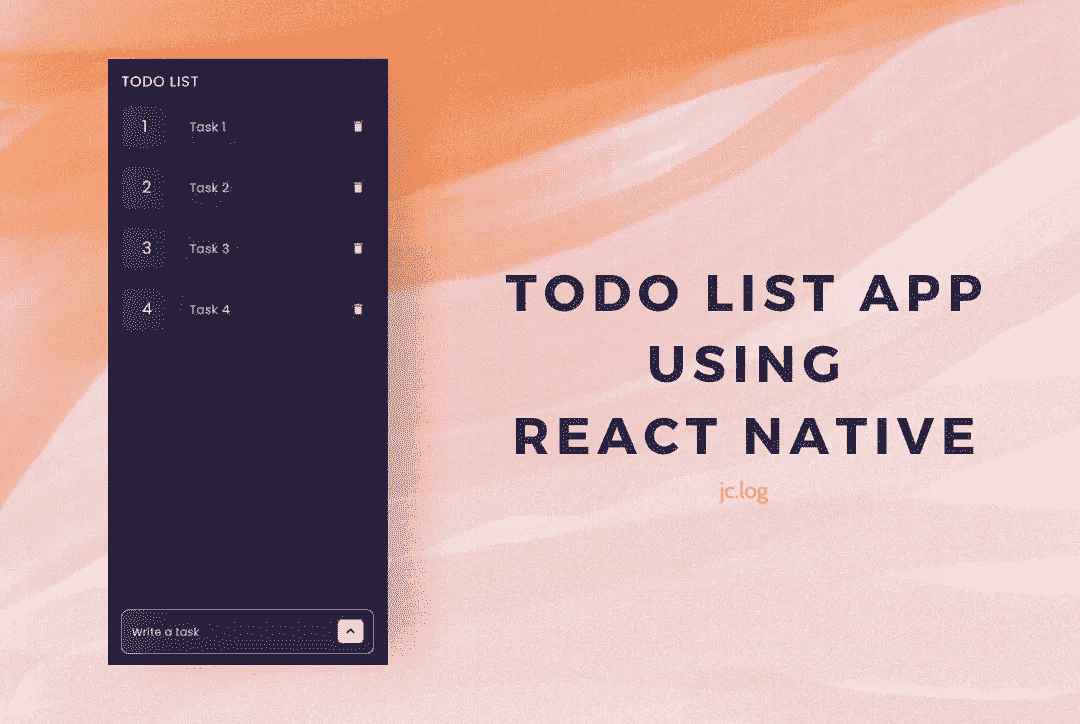 TODO LIST
1 Task 1
2 Task 2
3 Task 3
4 Task 4
Write a task
TODO LIST APP
USING
REACT NATIVE
jc.log